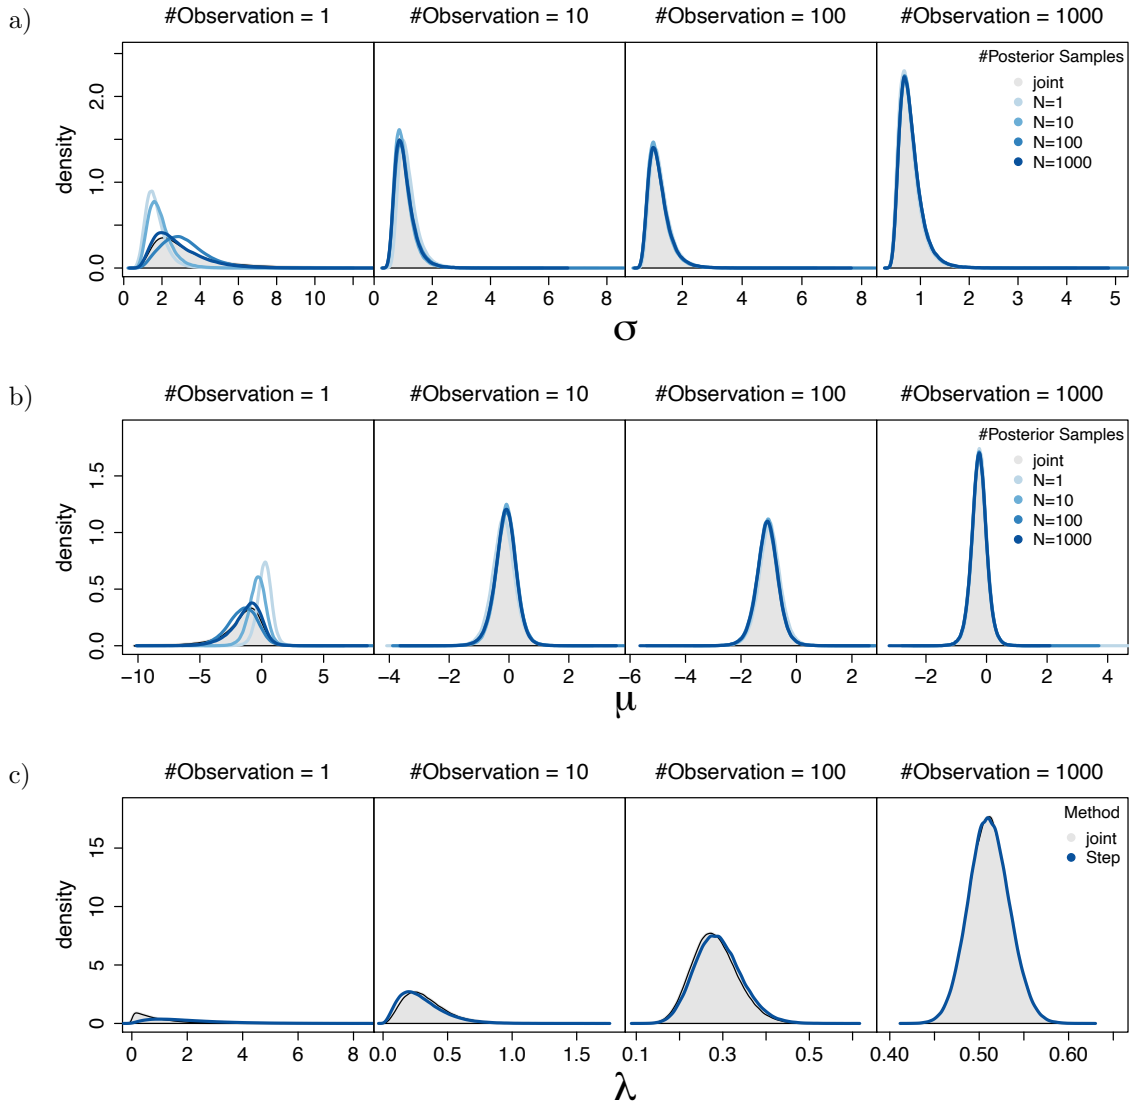 a)
#Observation = 1 #Observation = 10 #Observation = 100 #Observation = 1000
density
0.0 1.0 2.0
#Posterior Samples
joint
N=1
N=10
N=100
N=1000
0 2 4 6 8 10 0 2 4 6 8 2 4 6 8 1 2 3 4 5
σ
b)
#Observation = 1 #Observation = 10 #Observation = 100 #Observation = 1000
density
0.0 0.5 1.0 1.5
#Posterior Samples
joint
N=1
N=10
N=100
N=1000
−10 −5 0 5 −4 −2 0 2 −6 −4 −2 0 2 −2 0 2 4
μ
c)
#Observation = 1 #Observation = 10 #Observation = 100 #Observation = 1000
density
0 5 10 15
Method
joint
Step
0 2 4 6 8 0.0 0.5 1.0 1.5 0.1 0.3 0.5 0.40 0.50 0.60
λ